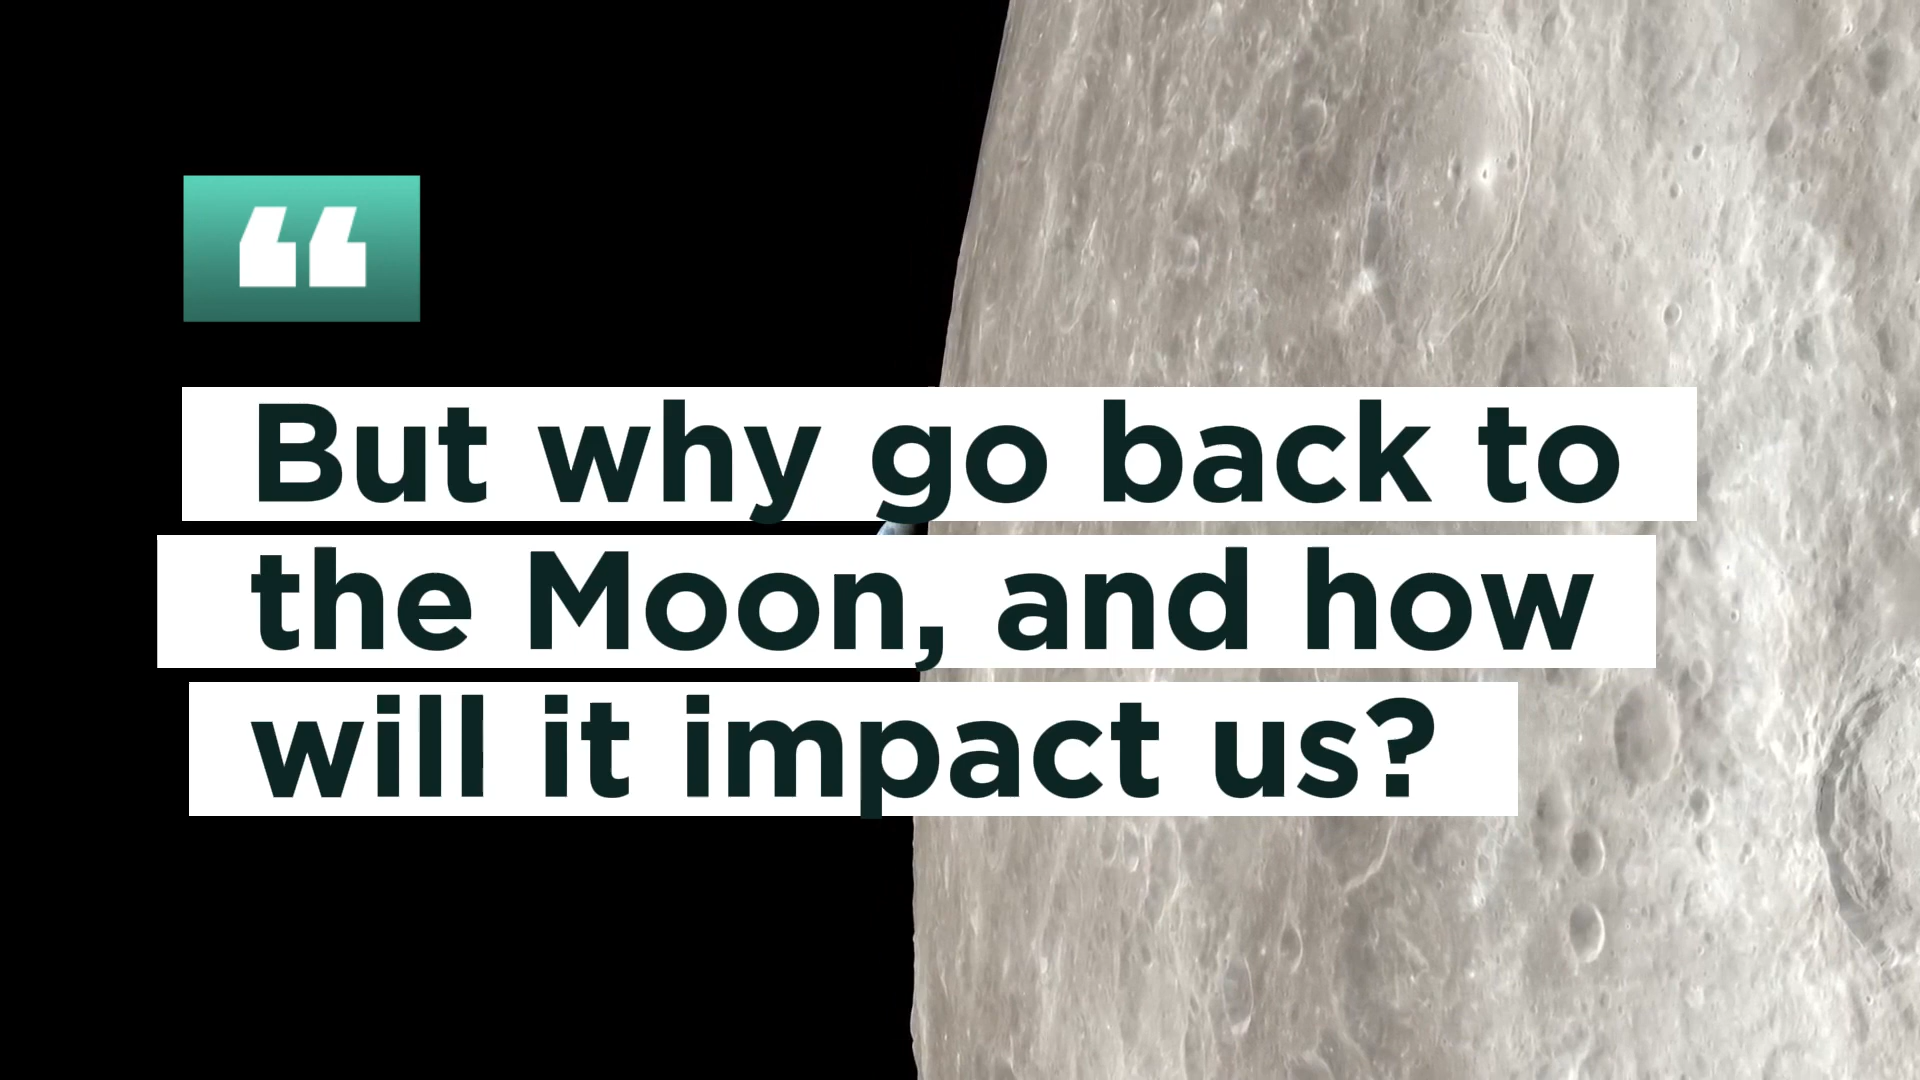 “
But why go back to
the Moon, and how
will it impact us?